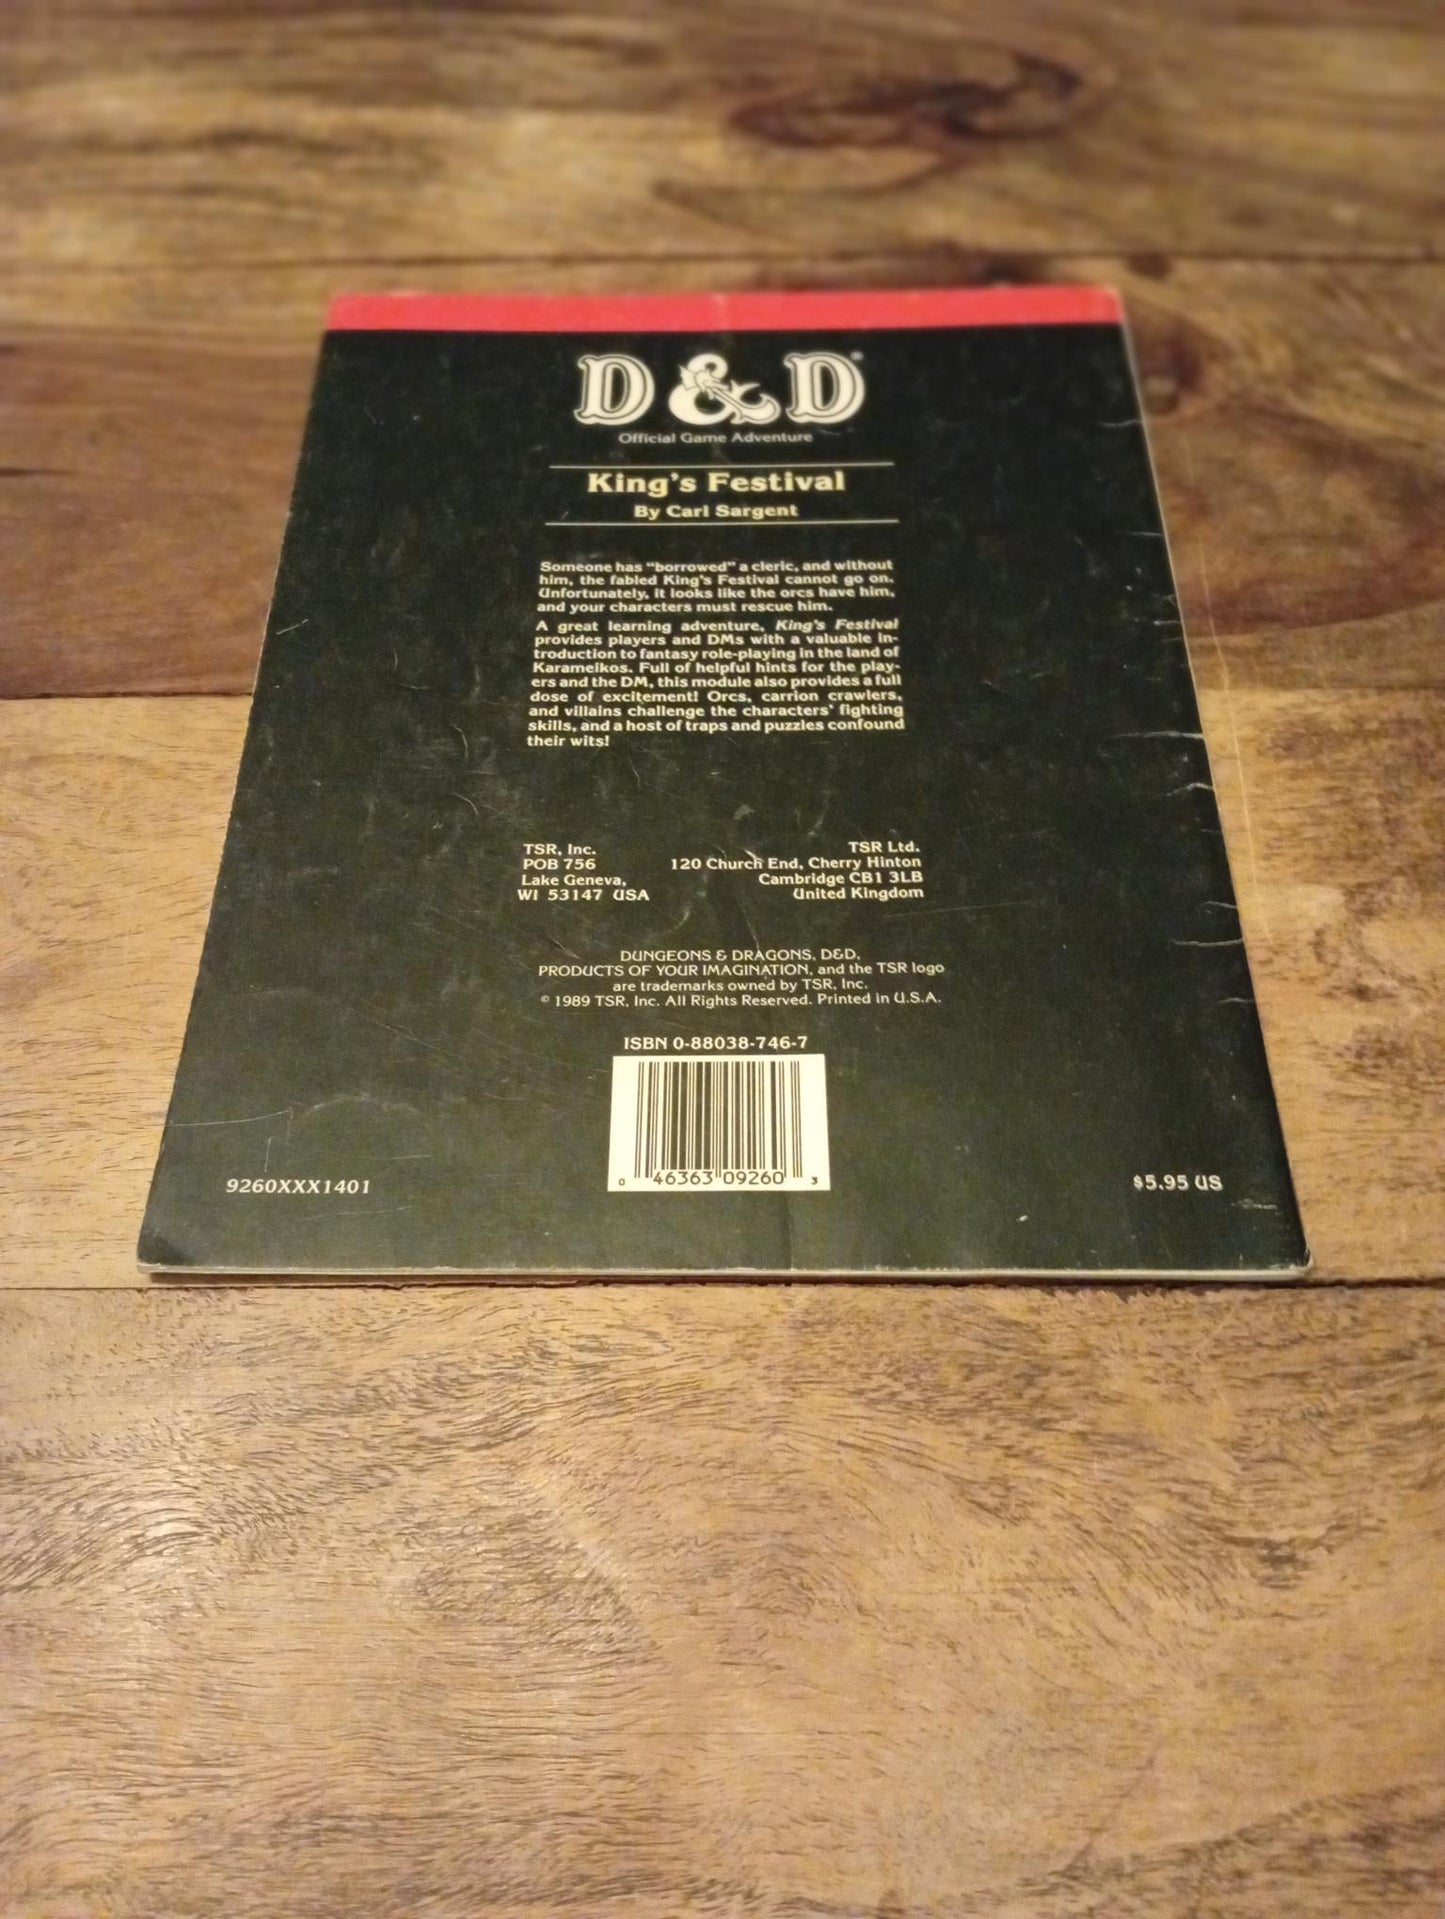 D&D®
Official Game Adventure
King's Festival
By Carl Sargent
Someone has "borrowed" a cleric, and without
him, the fabled King's Festival cannot go on.
Unfortunately, it looks like the orcs have him,
and your characters must rescue him.
A great learning adventure, King's Festival
provides players and DMs with a valuable in-
troduction to fantasy role-playing in the land of
Karameikos. Full of helpful hints for the play-
ers and the DM, this module also provides a full
dose of excitement! Orcs, carrion crawlers,
and villains challenge the characters' fighting
skills, and a host of traps and puzzles confound
their wits!
TSR, Inc.
POB 756
Lake Geneva,
WI 53147 USA
TSR Ltd.
120 Church End, Cherry Hinton
Cambridge CB1 3LB
United Kingdom
DUNGEONS & DRAGONS, D&D,
PRODUCTS OF YOUR IMAGINATION, and the TSR logo
are trademarks owned by TSR, Inc.
© 1989 TSR, Inc. All Rights Reserved. Printed in U.S.A.
ISBN 0-88038-746-7
0 46363 09260 3
9260XXX1401
$5.95 US